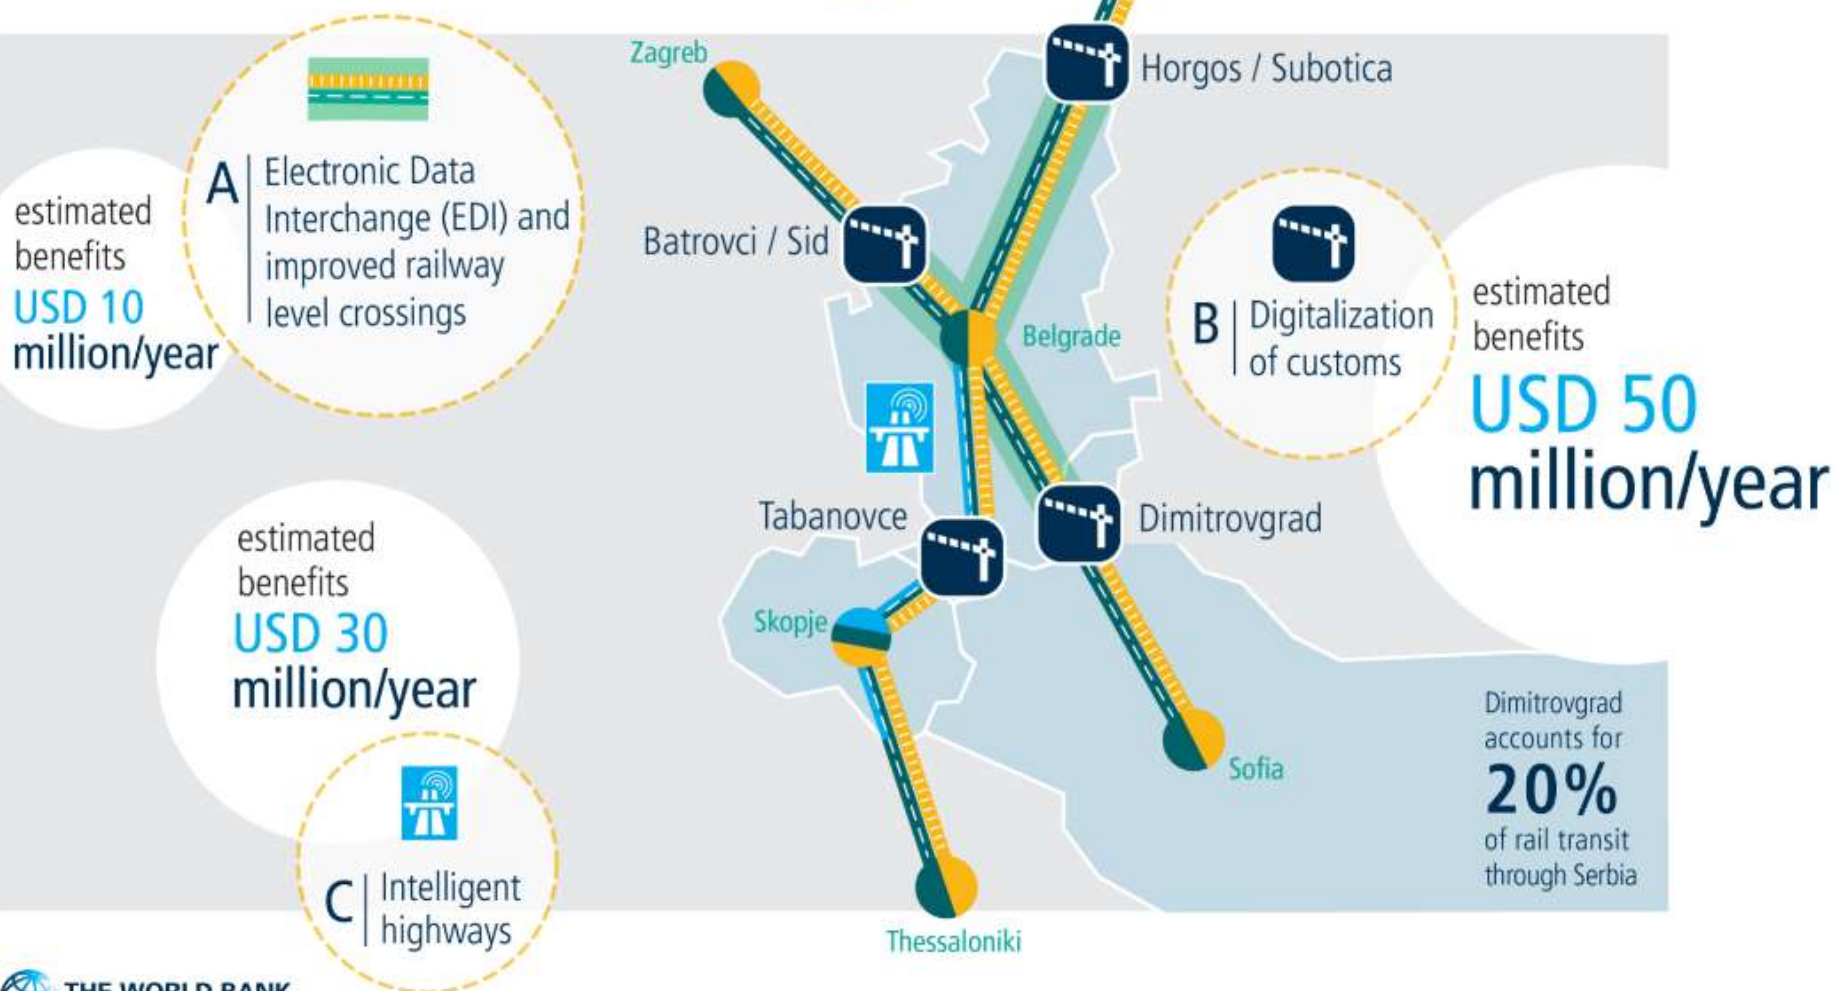 Zagreb
Horgos / Subotica
A
Electronic Data
Interchange (EDI) and
improved railway
level crossings
estimated
benefits
USD 10
million/year
Batrovci / Sid
Belgrade
B
Digitalization
of customs
estimated
benefits
USD 50
million/year
Tabanovce
Dimitrovgrad
estimated
benefits
USD 30
million/year
Skopje
Sofia
Dimitrovgrad
accounts for
20%
of rail transit
through Serbia
C
Intelligent
highways
Thessaloniki
THE WORLD BANK